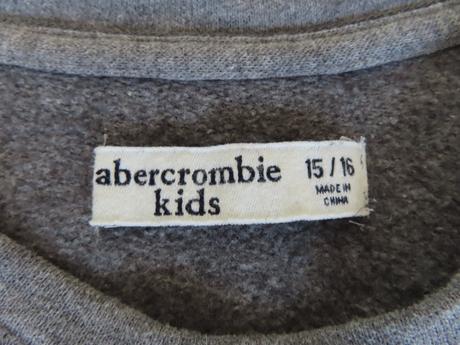 abercrombie
kids
15/16
MADE IN
CHINA